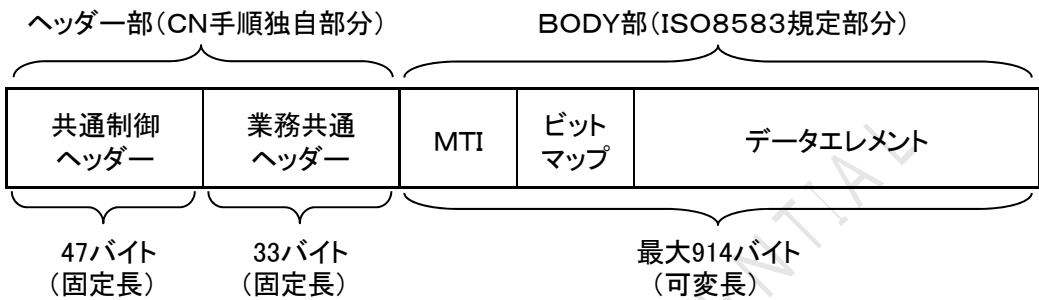 ヘッダー部（CN手順独自部分）
BODY部（ISO8583規定部分）
共通制御
ヘッダー
業務共通
ヘッダー
MTI
ビット
マップ
データエレメント
47バイト
（固定長）
33バイト
（固定長）
最大914バイト
（可変長）
NTIAL